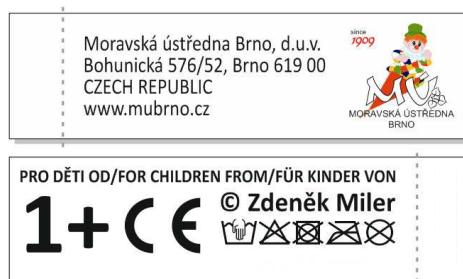 Moravská ústředna Brno, d.u.v.
Bohunická 576/52, Brno 619 00
CZECH REPUBLIC
www.mubrno.cz
since
1909
MU
MORAVSKÁ ÚSTŘEDNA
BRNO
PRO DĚTI OD/FOR CHILDREN FROM/FÜR KINDER VON
1+ CE
© Zdeněk Miler